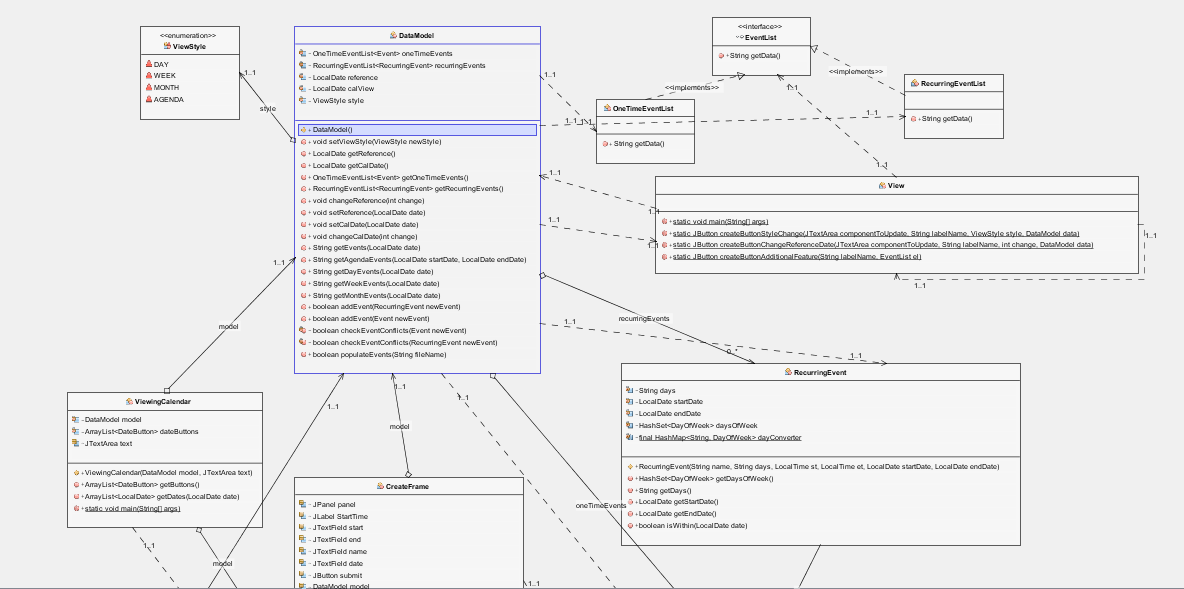 <<enumeration>>
ViewStyle
DAY
WEEK
MONTH
AGENDA
1..1
style
DataModel
- OneTimeEventList<Event> oneTimeEvents
- RecurringEventList<RecurringEvent> recurringEvents
- LocalDate reference
- LocalDate calView
- ViewStyle style
+ DataModel()
+ void setViewStyle(ViewStyle newStyle)
+ LocalDate getReference()
+ LocalDate getCalDate()
+ OneTimeEventList<Event> getOneTimeEvents()
+ RecurringEventList<RecurringEvent> getRecurringEvents()
+ void changeReference(int change)
+ void setReference(LocalDate date)
+ void setCalDate(LocalDate date)
+ void changeCalDate(int change)
+ String getEvents(LocalDate date)
+ String getAgendaEvents(LocalDate startDate, LocalDate endDate)
+ String getDayEvents(LocalDate date)
+ String getWeekEvents(LocalDate date)
+ String getMonthEvents(LocalDate date)
+ boolean addEvent(RecurringEvent newEvent)
+ boolean addEvent(Event newEvent)
- boolean checkEventConflicts(Event newEvent)
- boolean checkEventConflicts(RecurringEvent newEvent)
+ boolean populateEvents(String fileName)
<<interface>>
EventList
+ String getData()
<<implements>>
<<implements>>
1..1
1..1
1..1
1..1
1..1
OneTimeEventList
+ String getData()
RecurringEventList
+ String getData()
View
+ static void main(String[] args)
+ static JButton createButtonStyleChange(JTextArea componentToUpdate, String labelName, ViewStyle style, DataModel data)
+ static JButton createButtonChangeReferenceDate(JTextArea componentToUpdate, String labelName, int change, DataModel data)
+ static JButton createButtonAdditionalFeature(String labelName, EventList el)
1..1
1..1
1..1
1..1
1..1
1..1
1..1
model
recurringEvents
0..*
1..1
1..1
RecurringEvent
- String days
- LocalDate startDate
- LocalDate endDate
- HashSet<DayOfWeek> daysOfWeek
- final HashMap<String, DayOfWeek> dayConverter
+ RecurringEvent(String name, String days, LocalTime st, LocalTime et, LocalDate startDate, LocalDate endDate)
+ HashSet<DayOfWeek> getDaysOfWeek()
+ String getDays()
+ LocalDate getStartDate()
+ LocalDate getEndDate()
+ boolean isWithin(LocalDate date)
ViewingCalendar
- DataModel model
- ArrayList<DateButton> dateButtons
- JTextArea text
+ ViewingCalendar(DataModel model, JTextArea text)
+ ArrayList<DateButton> getButtons()
+ ArrayList<LocalDate> getDates(LocalDate date)
+ static void main(String[] args)
1..1
model
1..1
1..1
model
1..1
oneTimeEvents
CreateFrame
- JPanel panel
- JLabel StartTime
- JTextField start
- JTextField end
- JTextField name
- JTextField date
- JButton submit
- DataModel model
1..1